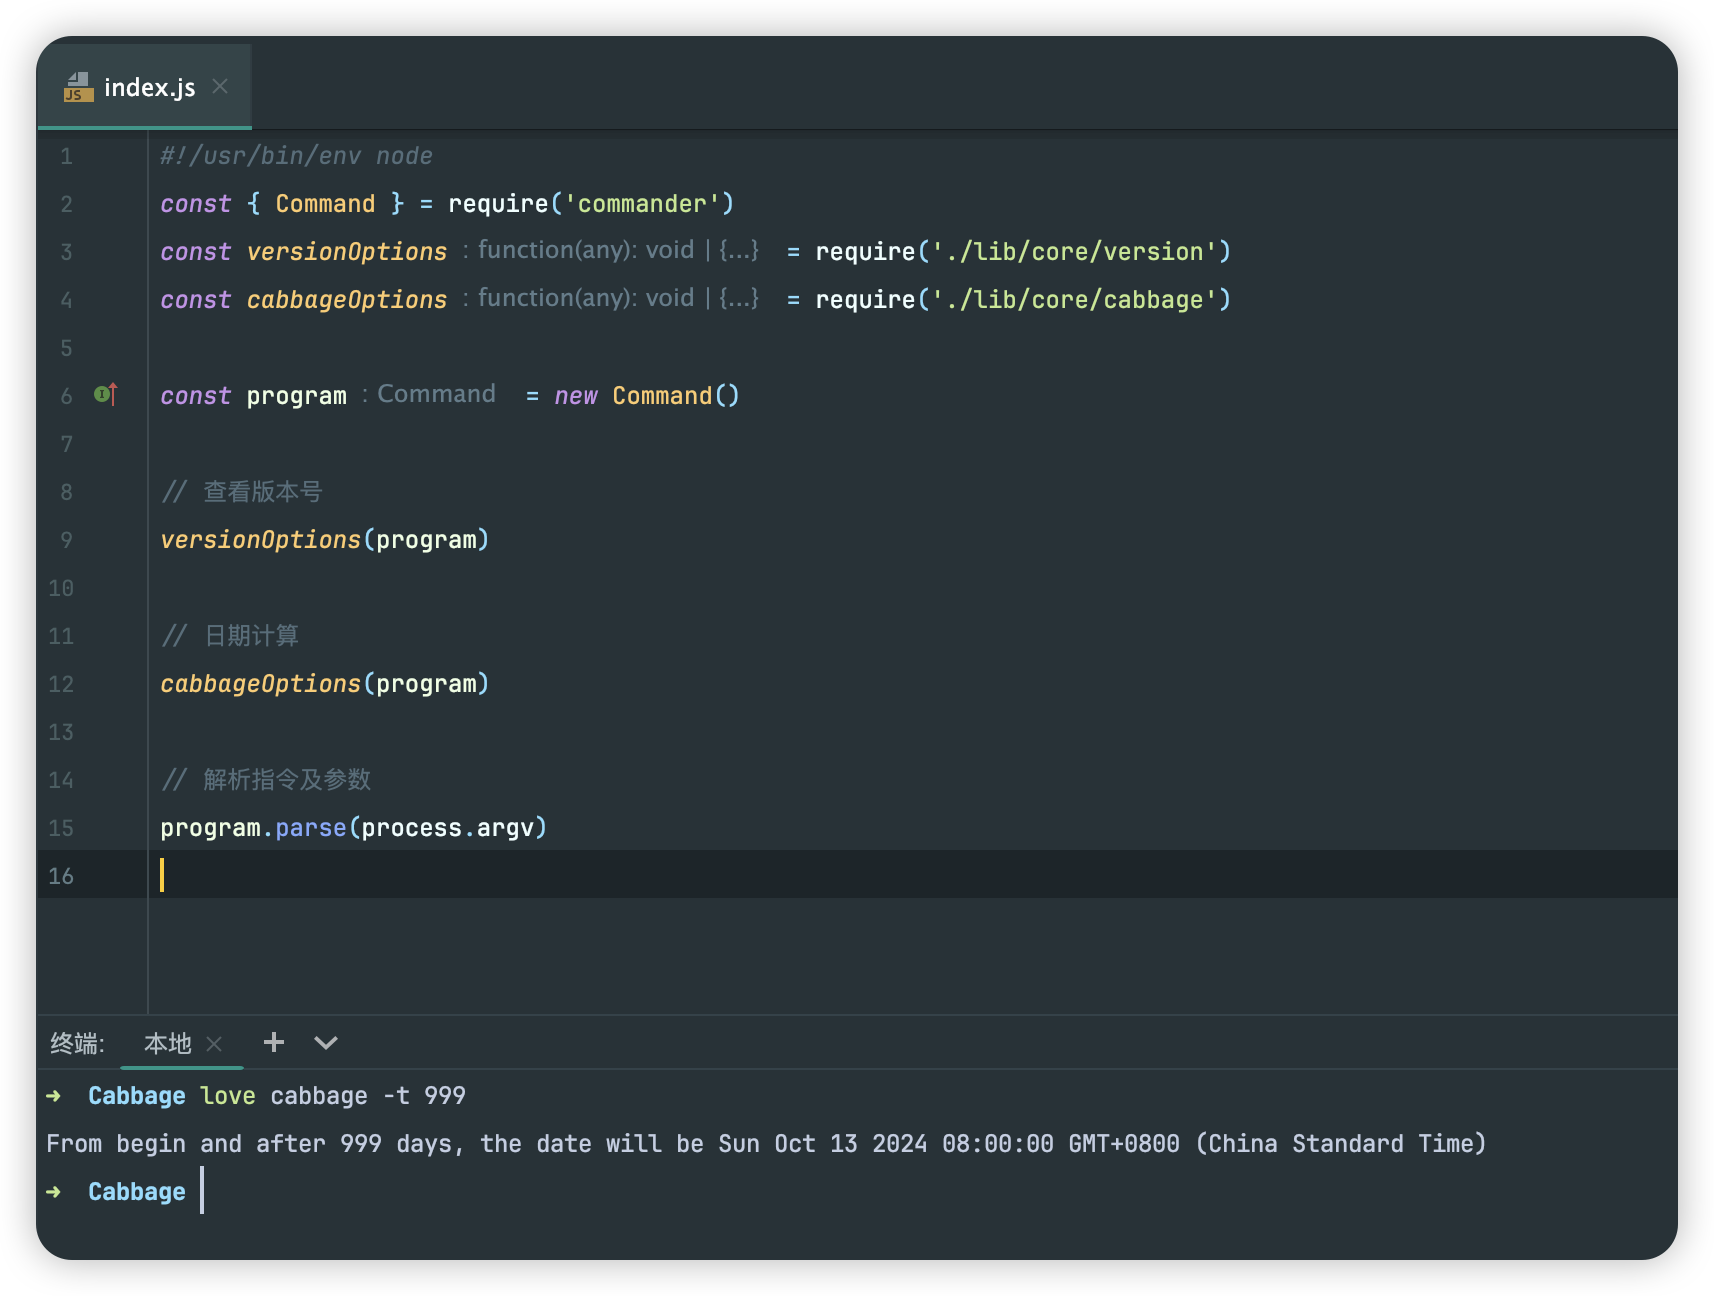 JS index.js
1 #!/usr/bin/env node
2 const { Command } = require('commander')
3 const versionOptions : function(any): void | {...} = require('./lib/core/version')
4 const cabbageOptions : function(any): void | {...} = require('./lib/core/cabbage')
5
6 const program : Command = new Command()
7
8 // 查看版本号
9 versionOptions(program)
10
11 // 日期计算
12 cabbageOptions(program)
13
14 // 解析指令及参数
15 program.parse(process.argv)
16
终端: 本地
➜ Cabbage love cabbage -t 999
From begin and after 999 days, the date will be Sun Oct 13 2024 08:00:00 GMT+0800 (China Standard Time)
➜ Cabbage